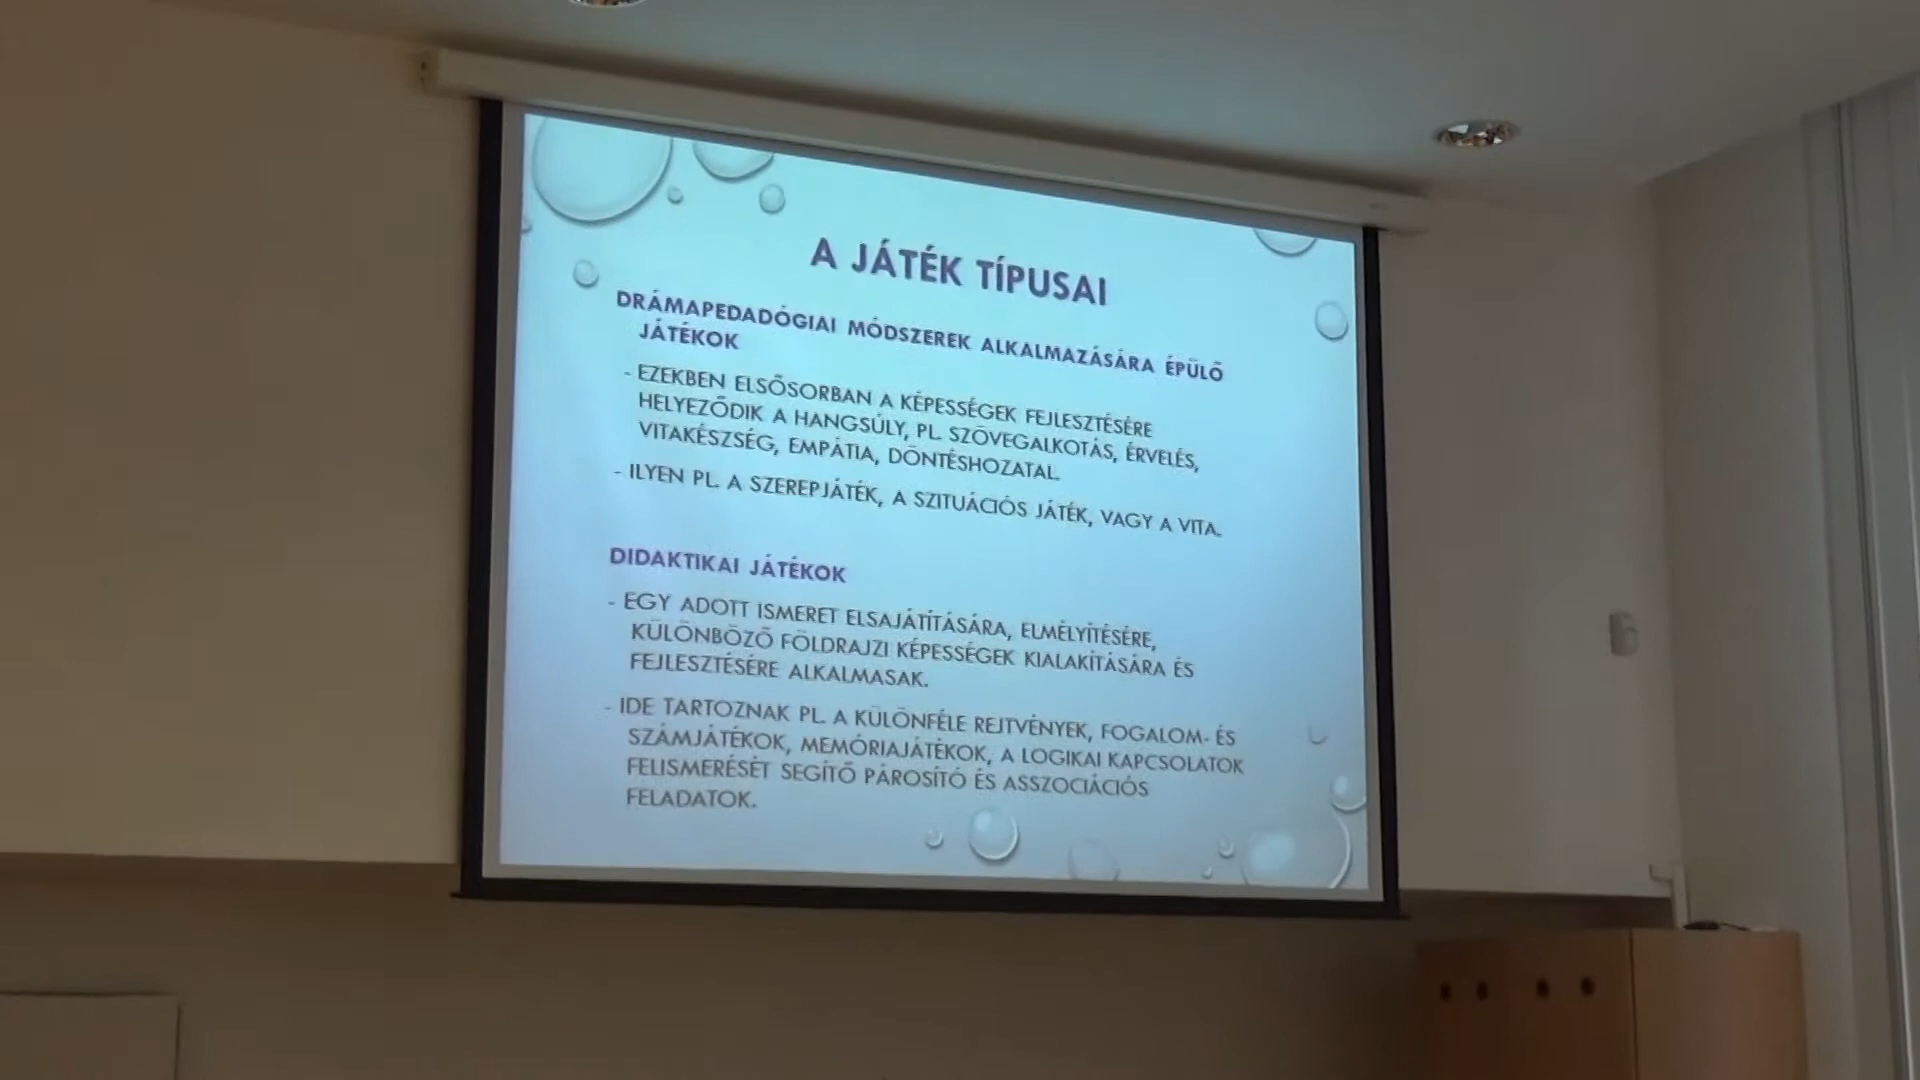 A JÁTÉK TÍPUSAI
DRÁMAPEDADÓGIAI MÓDSZEREK ALKALMAZÁSÁRA ÉPÜLŐ
JÁTÉKOK
- EZEKBEN ELSŐSORBAN A KÉPESSÉGEK FEJLESZTÉSÉRE
HELYEZŐDIK A HANGSÚLY, PL. SZÖVEGALKOTÁS, ÉRVELÉS,
VITAKÉSZSÉG, EMPÁTIA, DÖNTÉSHOZATAL.
- ILYEN PL. A SZEREPJÁTÉK, A SZITUÁCIÓS JÁTÉK, VAGY A VITA.
DIDAKTIKAI JÁTÉKOK
- EGY ADOTT ISMERET ELSAJÁTÍTÁSÁRA, ELMÉLYÍTÉSÉRE,
KÜLÖNBÖZŐ FÖLDRAJZI KÉPESSÉGEK KIALAKÍTÁSÁRA ÉS
FEJLESZTÉSÉRE ALKALMASAK.
- IDE TARTOZNAK PL. A KÜLÖNFÉLE REJTVÉNYEK, FOGALOM- ÉS
SZÁMJÁTÉKOK, MEMÓRIAJÁTÉKOK, A LOGIKAI KAPCSOLATOK
FELISMERÉSÉT SEGÍTŐ PÁROSÍTÓ ÉS ASSZOCIÁCIÓS
FELADATOK.